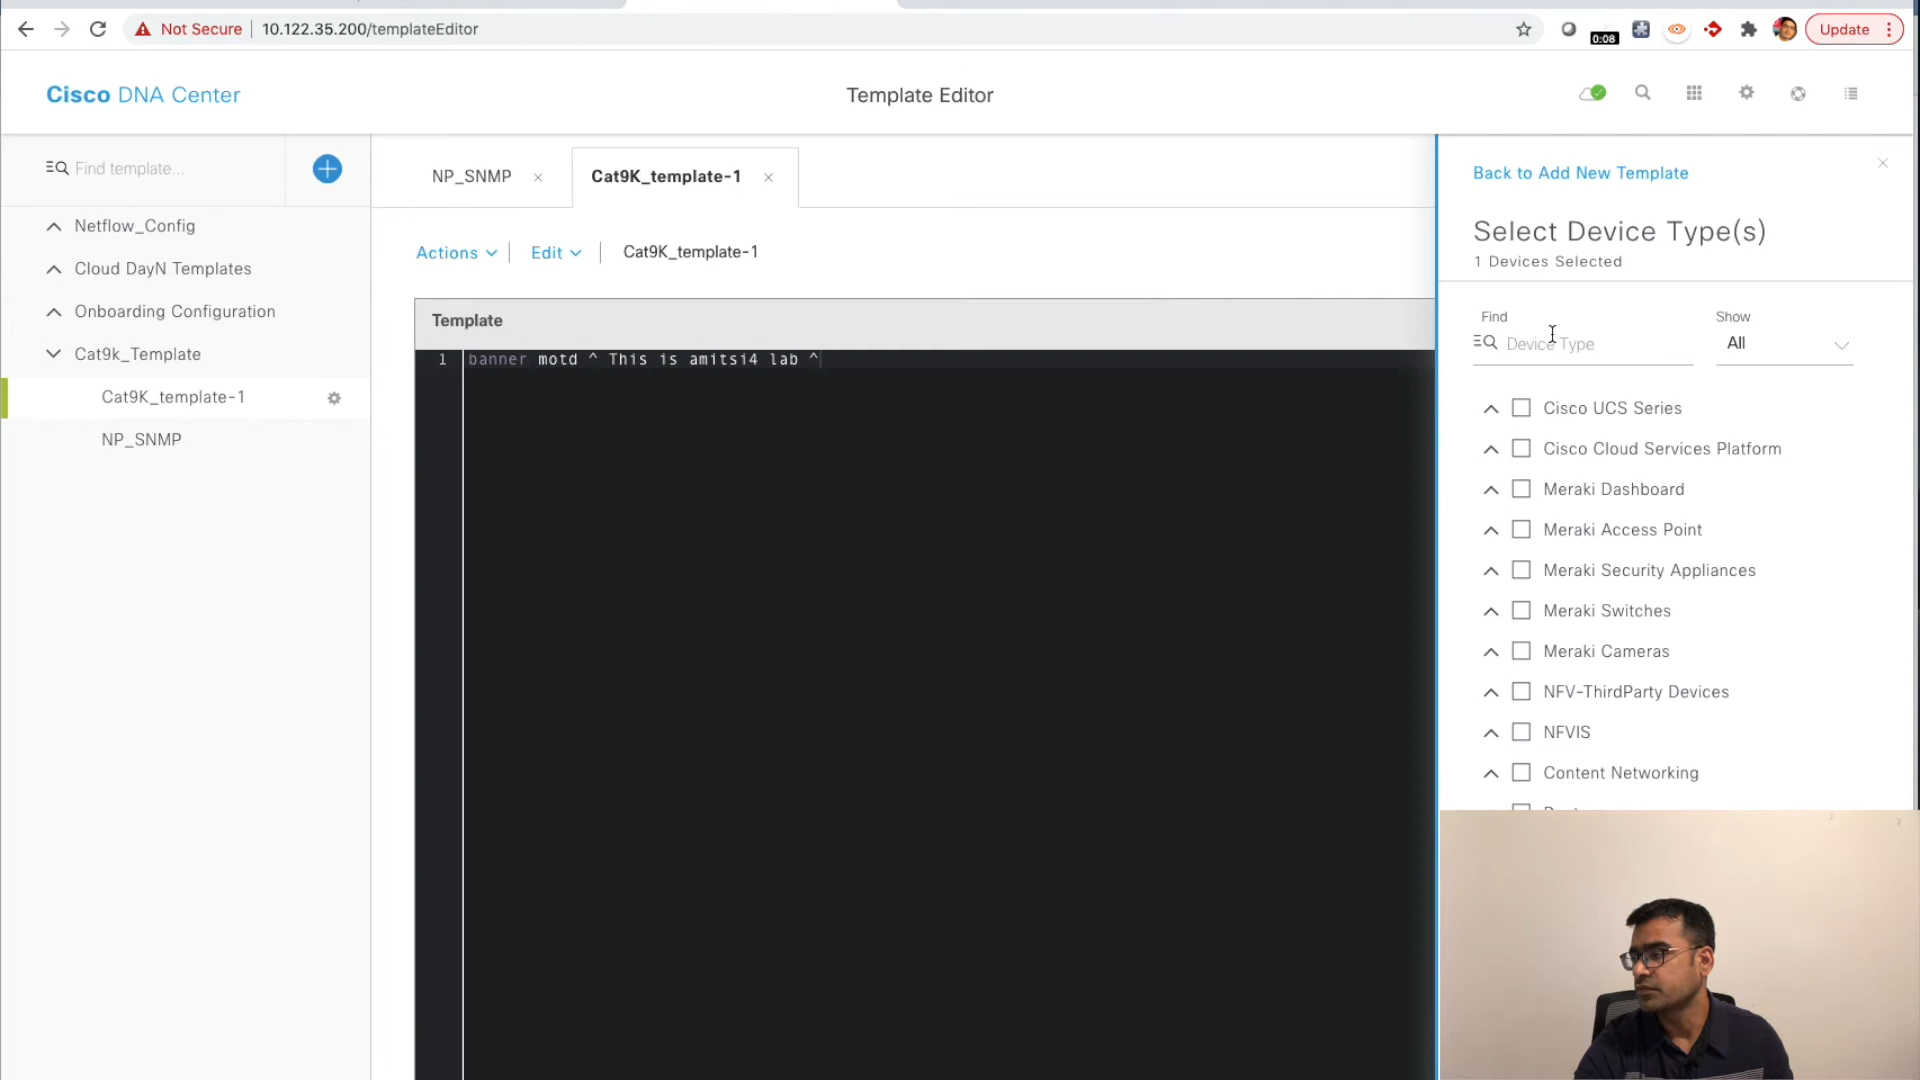 Not Secure 10.122.35.200/templateEditor
0:08
Update
Cisco DNA Center
Template Editor
Find template...
Netflow_Config
Cloud DayN Templates
Onboarding Configuration
Cat9k_Template
Cat9K_template-1
NP_SNMP
NP_SNMP
Cat9K_template-1
Actions
Edit
Cat9K_template-1
Template
1 banner motd ^ This is amitsi4 lab ^
Back to Add New Template
Select Device Type(s)
1 Devices Selected
Find
Device Type
Show
All
Cisco UCS Series
Cisco Cloud Services Platform
Meraki Dashboard
Meraki Access Point
Meraki Security Appliances
Meraki Switches
Meraki Cameras
NFV-ThirdParty Devices
NFVIS
Content Networking